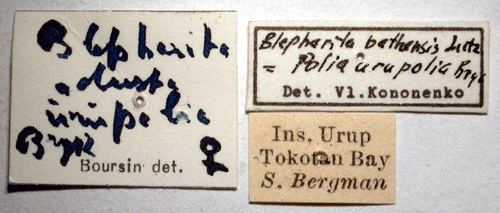 Blepharita
adusta
urupolia
Bryk ♀
Boursin det.
Blepharita bathensis Lutz
= Polia urupolia Bryk
Det. Vl.Kononenko
Ins. Urup
Tokotan Bay
S. Bergman